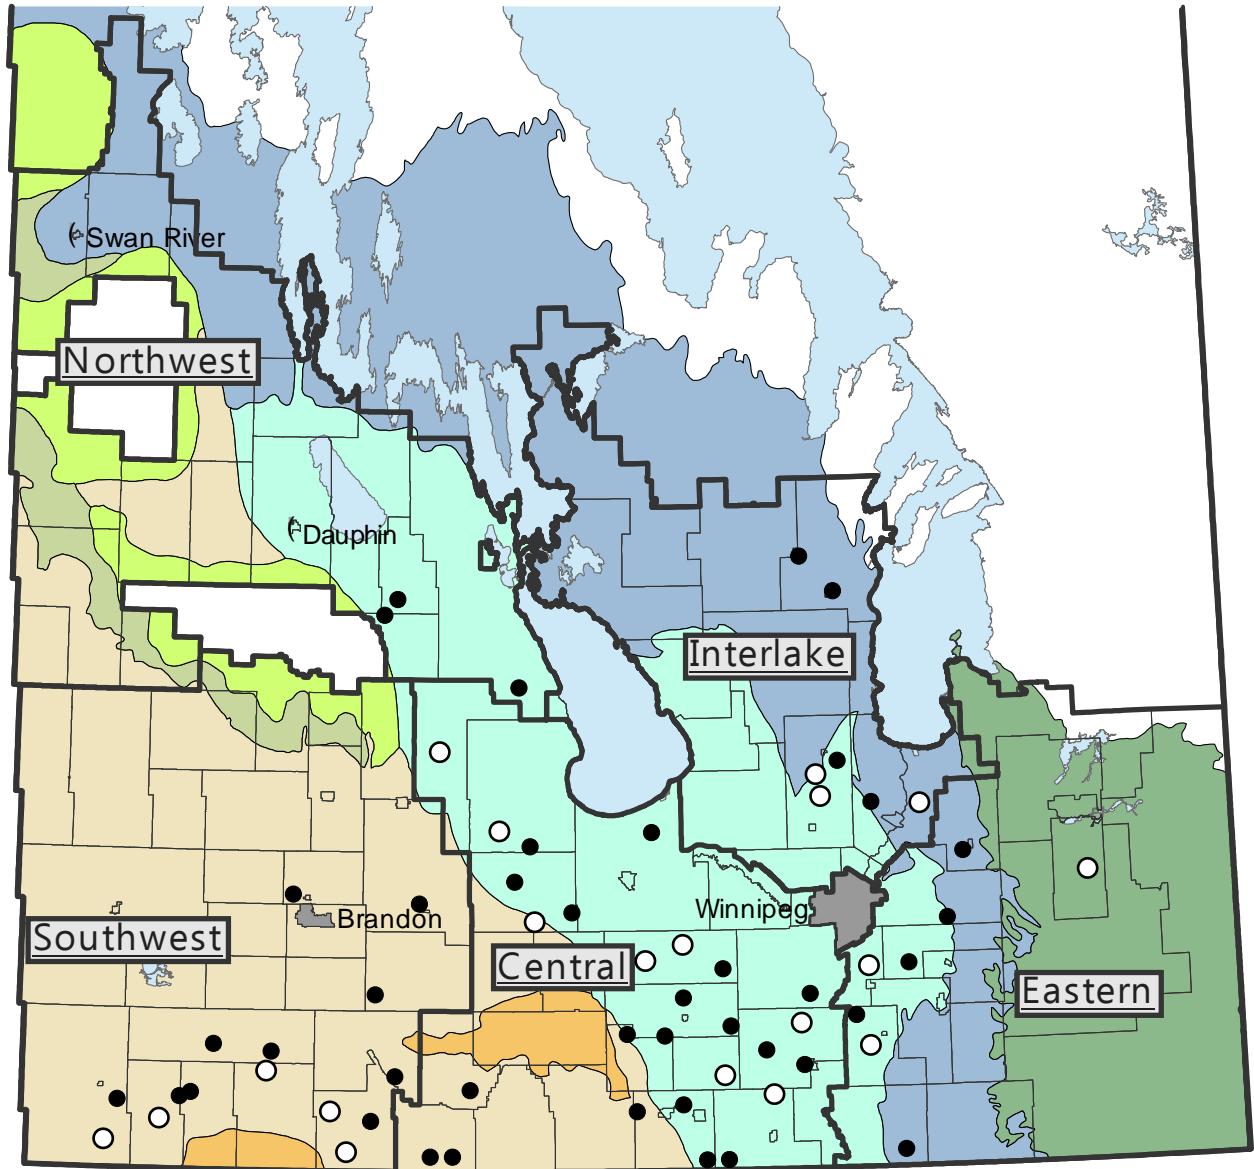 Swan River
Northwest
Dauphin
Interlake
Winnipeg
Brandon
Southwest
Central
Eastern